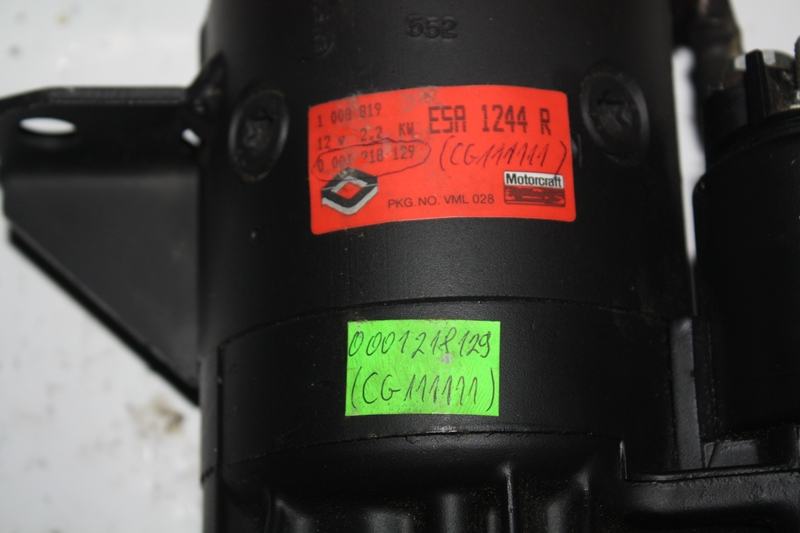 552
1 008 819
12 V 2.2 KW ESA 1244 R
0 001 218 129 (CG111111)
Motorcraft
PKG. NO. VML 028
0001218129
(CG111111)